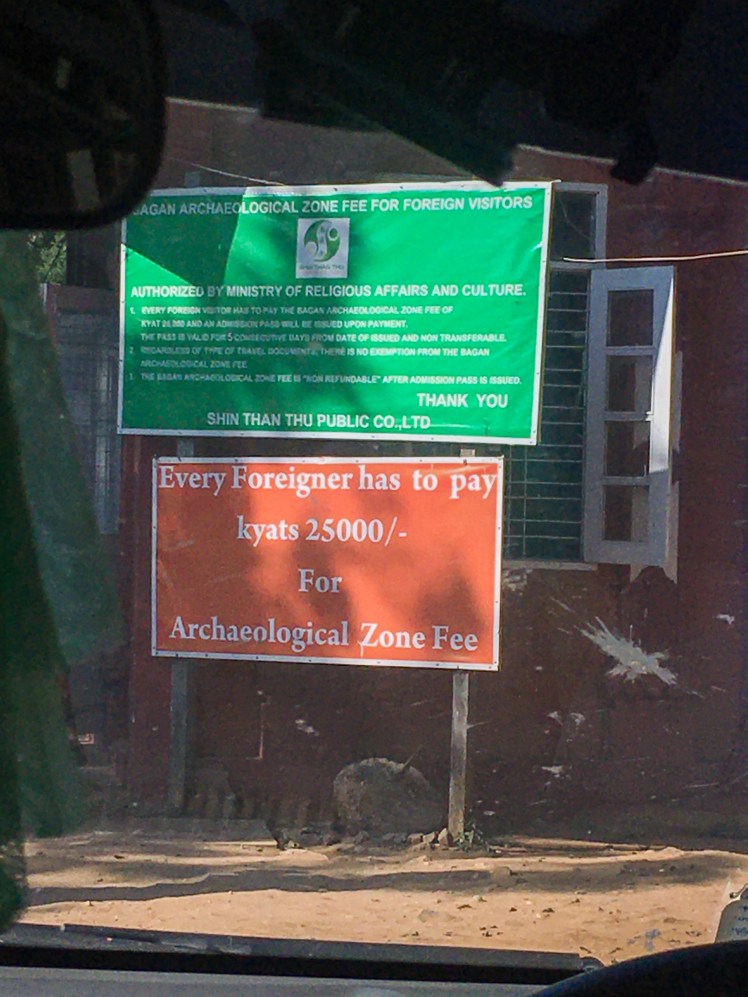 BAGAN ARCHAEOLOGICAL ZONE FEE FOR FOREIGN VISITORS
SHIN THAN THU
AUTHORIZED BY MINISTRY OF RELIGIOUS AFFAIRS AND CULTURE.
1. EVERY FOREIGN VISITOR HAS TO PAY THE BAGAN ARCHAEOLOGICAL ZONE FEE OF
KYAT 25,000 AND AN ADMISSION PASS WILL BE ISSUED UPON PAYMENT.
THE PASS IS VALID FOR 5 CONSECUTIVE DAYS FROM DATE OF ISSUED AND NON TRANSFERABLE.
2. REGARDLESS OF TYPE OF TRAVEL DOCUMENTS, THERE IS NO EXEMPTION FROM THE BAGAN
ARCHAEOLOGICAL ZONE FEE.
3. THE BAGAN ARCHAEOLOGICAL ZONE FEE IS "NON REFUNDABLE" AFTER ADMISSION PASS IS ISSUED.
THANK YOU
SHIN THAN THU PUBLIC CO.,LTD
Every Foreigner has to pay
kyats 25000/-
For
Archaeological Zone Fee